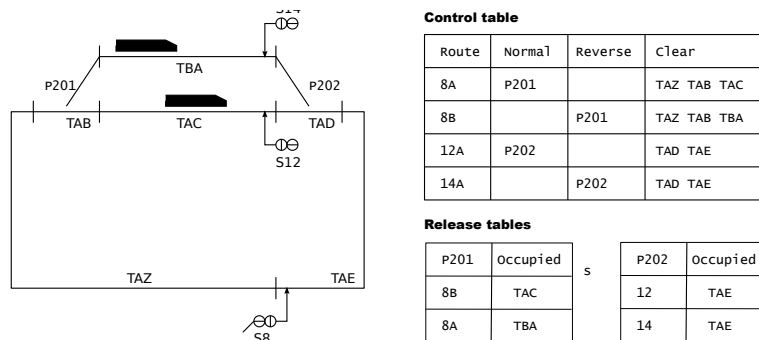 S14
TBA
P201
P202
TAB
TAC
TAD
S12
TAZ
TAE
S8
Control table
Route Normal Reverse Clear
8A P201 TAZ TAB TAC
8B P201 TAZ TAB TBA
12A P202 TAD TAE
14A P202 TAD TAE
Release tables
P201 Occupied
8B TAC
8A TBA
s
P202 Occupied
12 TAE
14 TAE